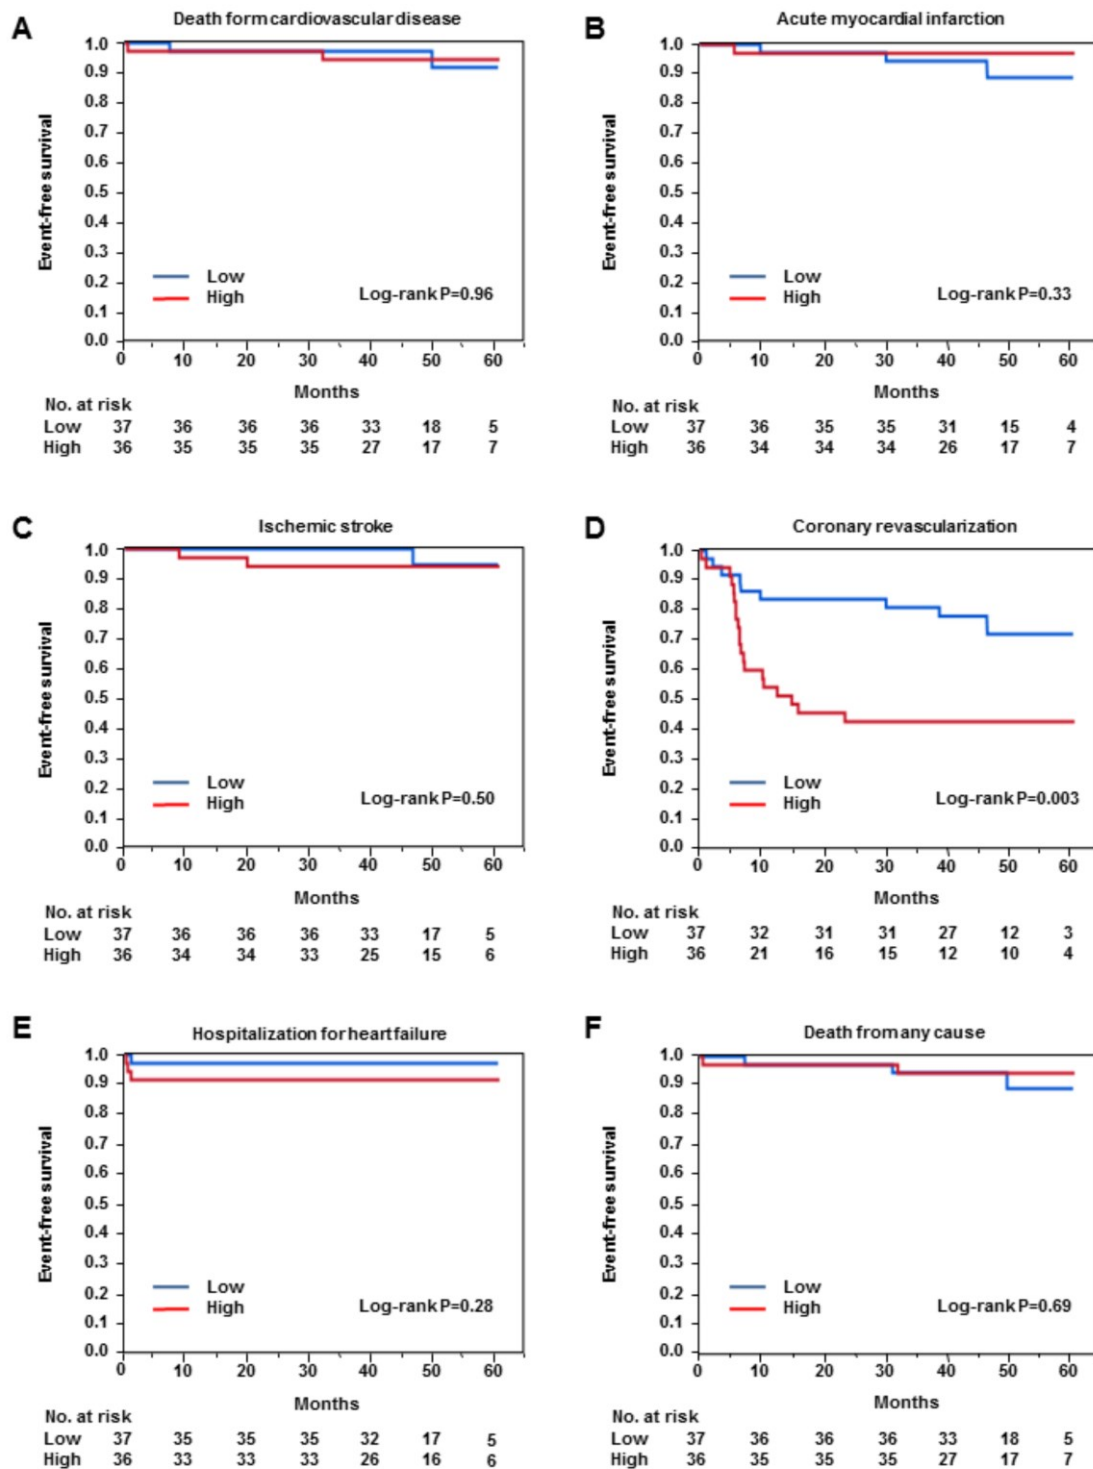 A
Death form cardiovascular disease
1.0
0.9
0.8
0.7
0.6
0.5
0.4
0.3
0.2
0.1
0.0
Event-free survival
Low
High
Log-rank P=0.96
0 10 20 30 40 50 60
Months
No. at risk
Low 37 36 36 36 33 18 5
High 36 35 35 35 27 17 7
B
Acute myocardial infarction
1.0
0.9
0.8
0.7
0.6
0.5
0.4
0.3
0.2
0.1
0.0
Event-free survival
Low
High
Log-rank P=0.33
0 10 20 30 40 50 60
Months
No. at risk
Low 37 36 35 35 31 15 4
High 36 34 34 34 26 17 7
C
Ischemic stroke
1.0
0.9
0.8
0.7
0.6
0.5
0.4
0.3
0.2
0.1
0.0
Event-free survival
Low
High
Log-rank P=0.50
0 10 20 30 40 50 60
Months
No. at risk
Low 37 36 36 36 33 17 5
High 36 34 34 33 25 15 6
D
Coronary revascularization
1.0
0.9
0.8
0.7
0.6
0.5
0.4
0.3
0.2
0.1
0.0
Event-free survival
Low
High
Log-rank P=0.003
0 10 20 30 40 50 60
Months
No. at risk
Low 37 32 31 31 27 12 3
High 36 21 16 15 12 10 4
E
Hospitalization for heart failure
1.0
0.9
0.8
0.7
0.6
0.5
0.4
0.3
0.2
0.1
0.0
Event-free survival
Low
High
Log-rank P=0.28
0 10 20 30 40 50 60
Months
No. at risk
Low 37 35 35 35 32 17 5
High 36 33 33 33 26 16 6
F
Death from any cause
1.0
0.9
0.8
0.7
0.6
0.5
0.4
0.3
0.2
0.1
0.0
Event-free survival
Low
High
Log-rank P=0.69
0 10 20 30 40 50 60
Months
No. at risk
Low 37 36 36 36 33 18 5
High 36 35 35 35 27 17 7